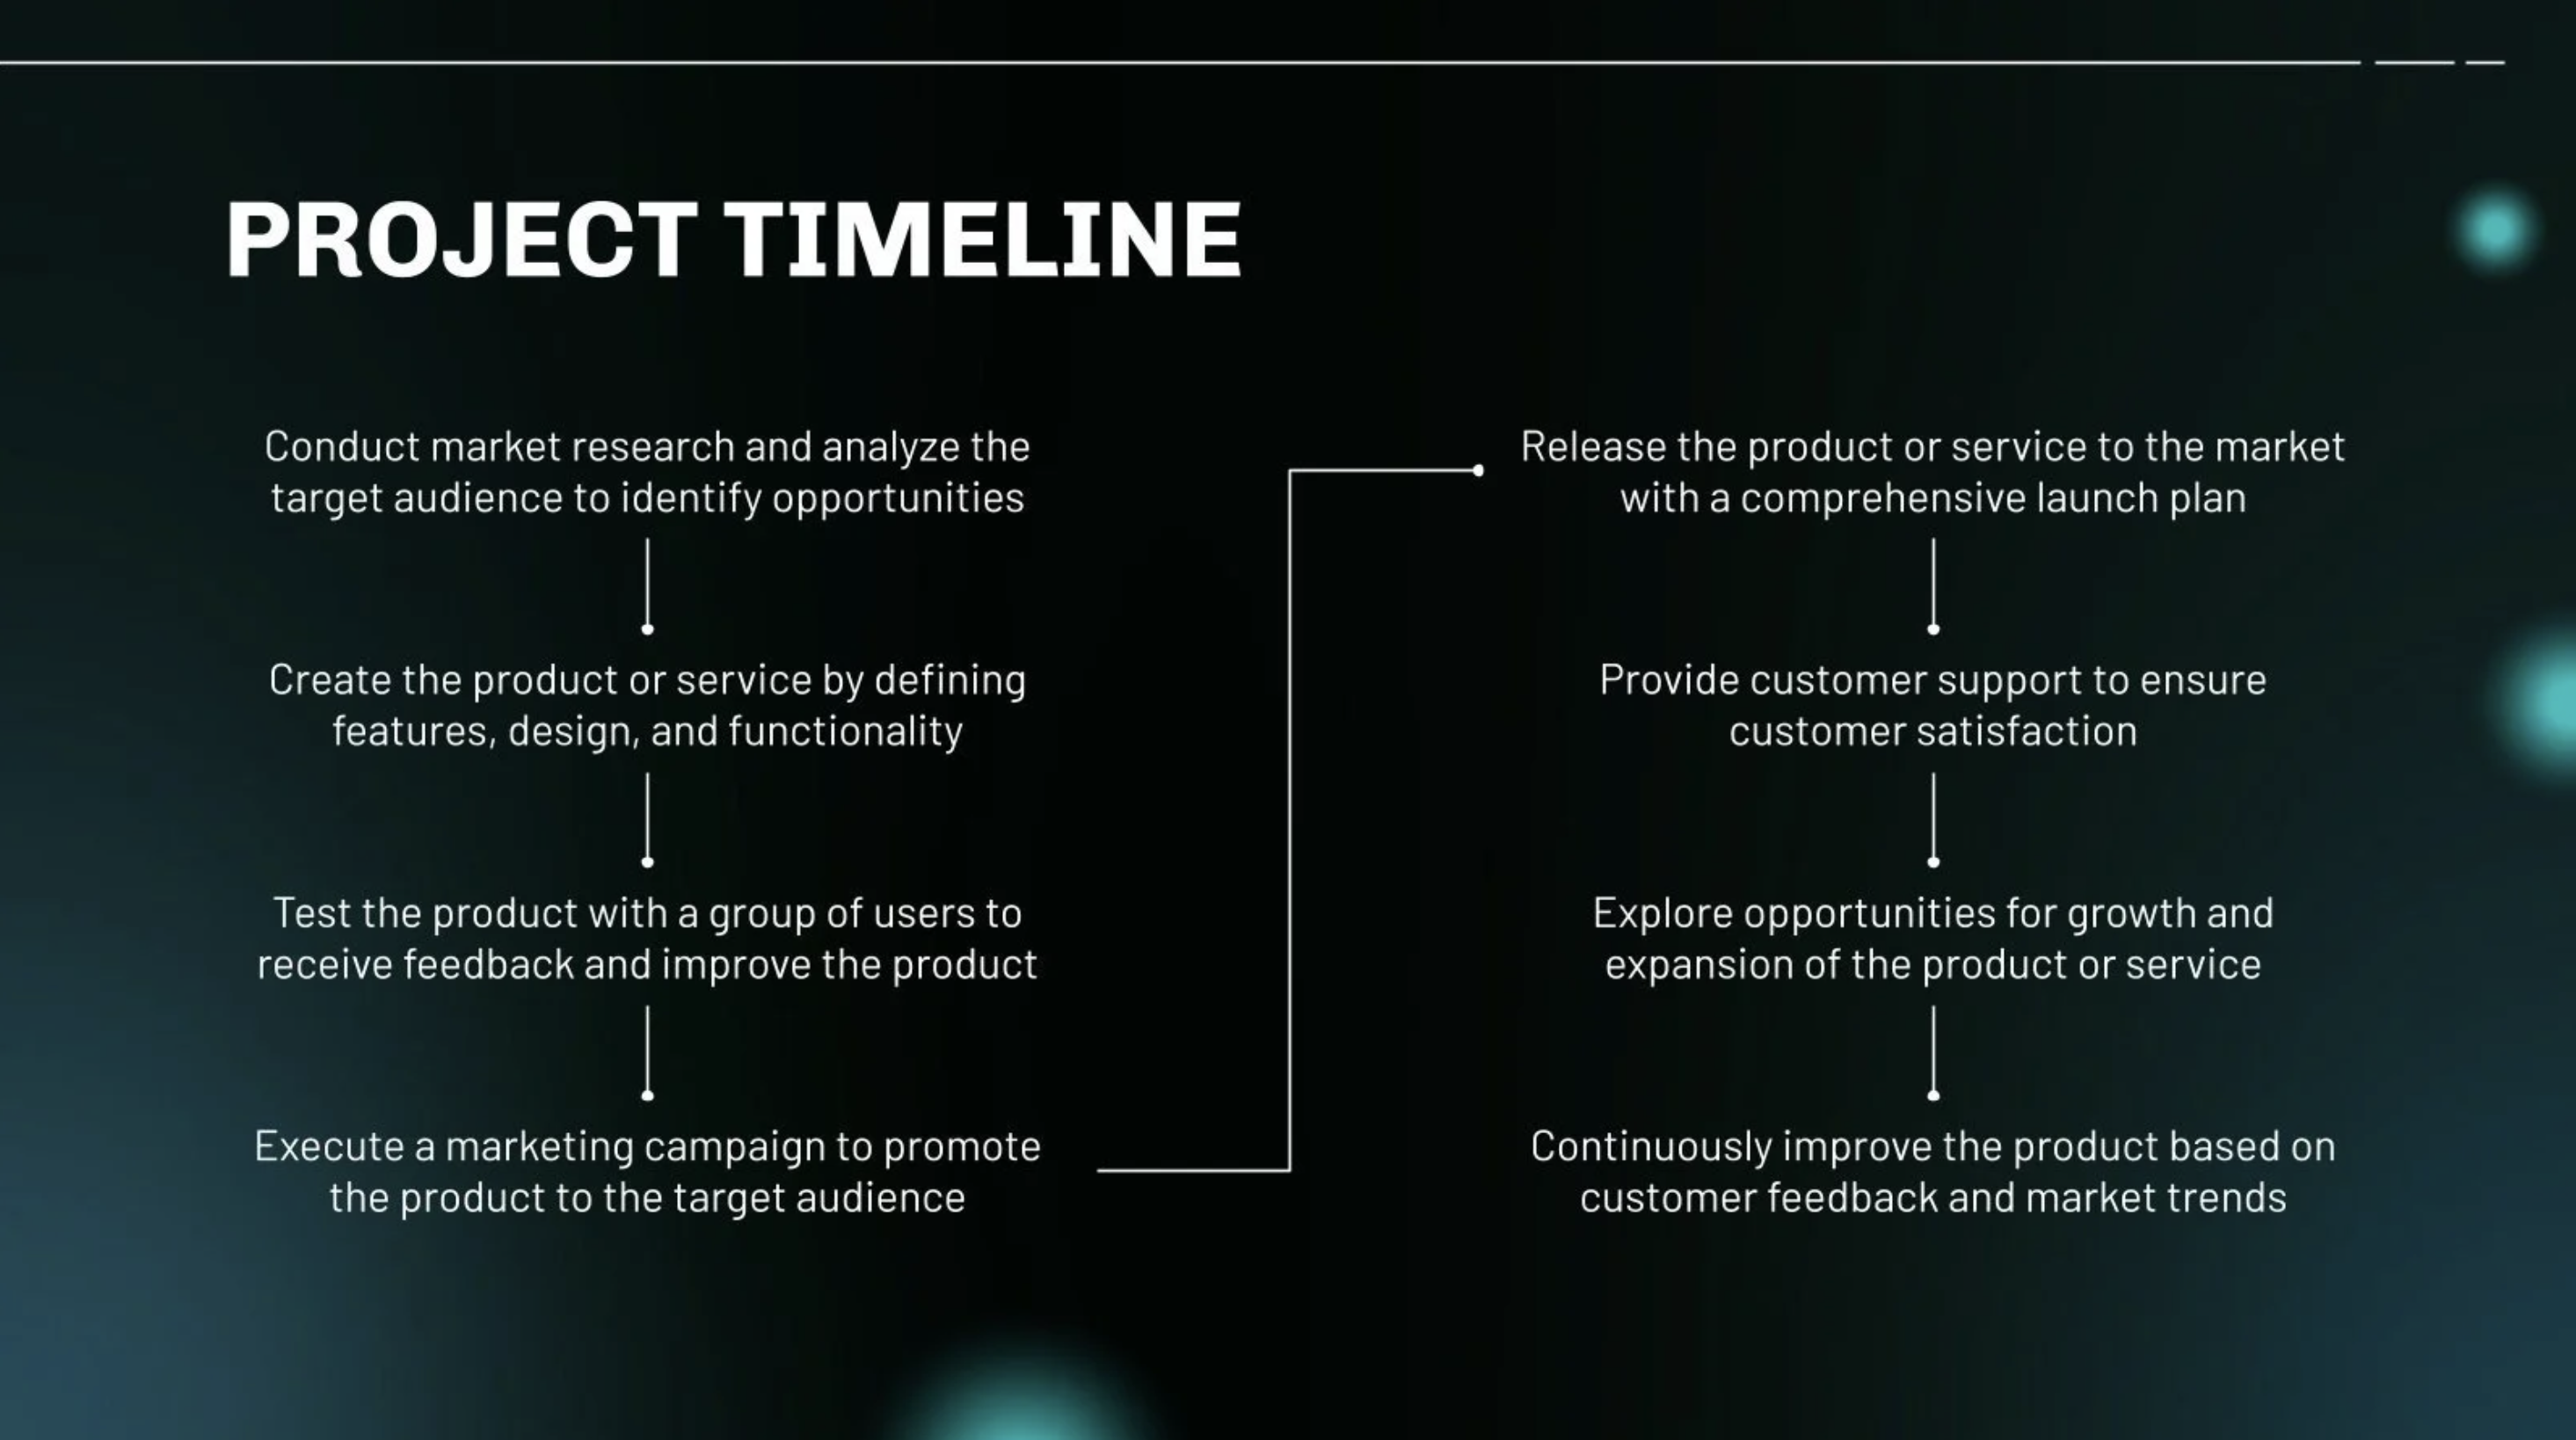 PROJECT TIMELINE
Conduct market research and analyze the
target audience to identify opportunities
Create the product or service by defining
features, design, and functionality
Test the product with a group of users to
receive feedback and improve the product
Execute a marketing campaign to promote
the product to the target audience
Release the product or service to the market
with a comprehensive launch plan
Provide customer support to ensure
customer satisfaction
Explore opportunities for growth and
expansion of the product or service
Continuously improve the product based on
customer feedback and market trends